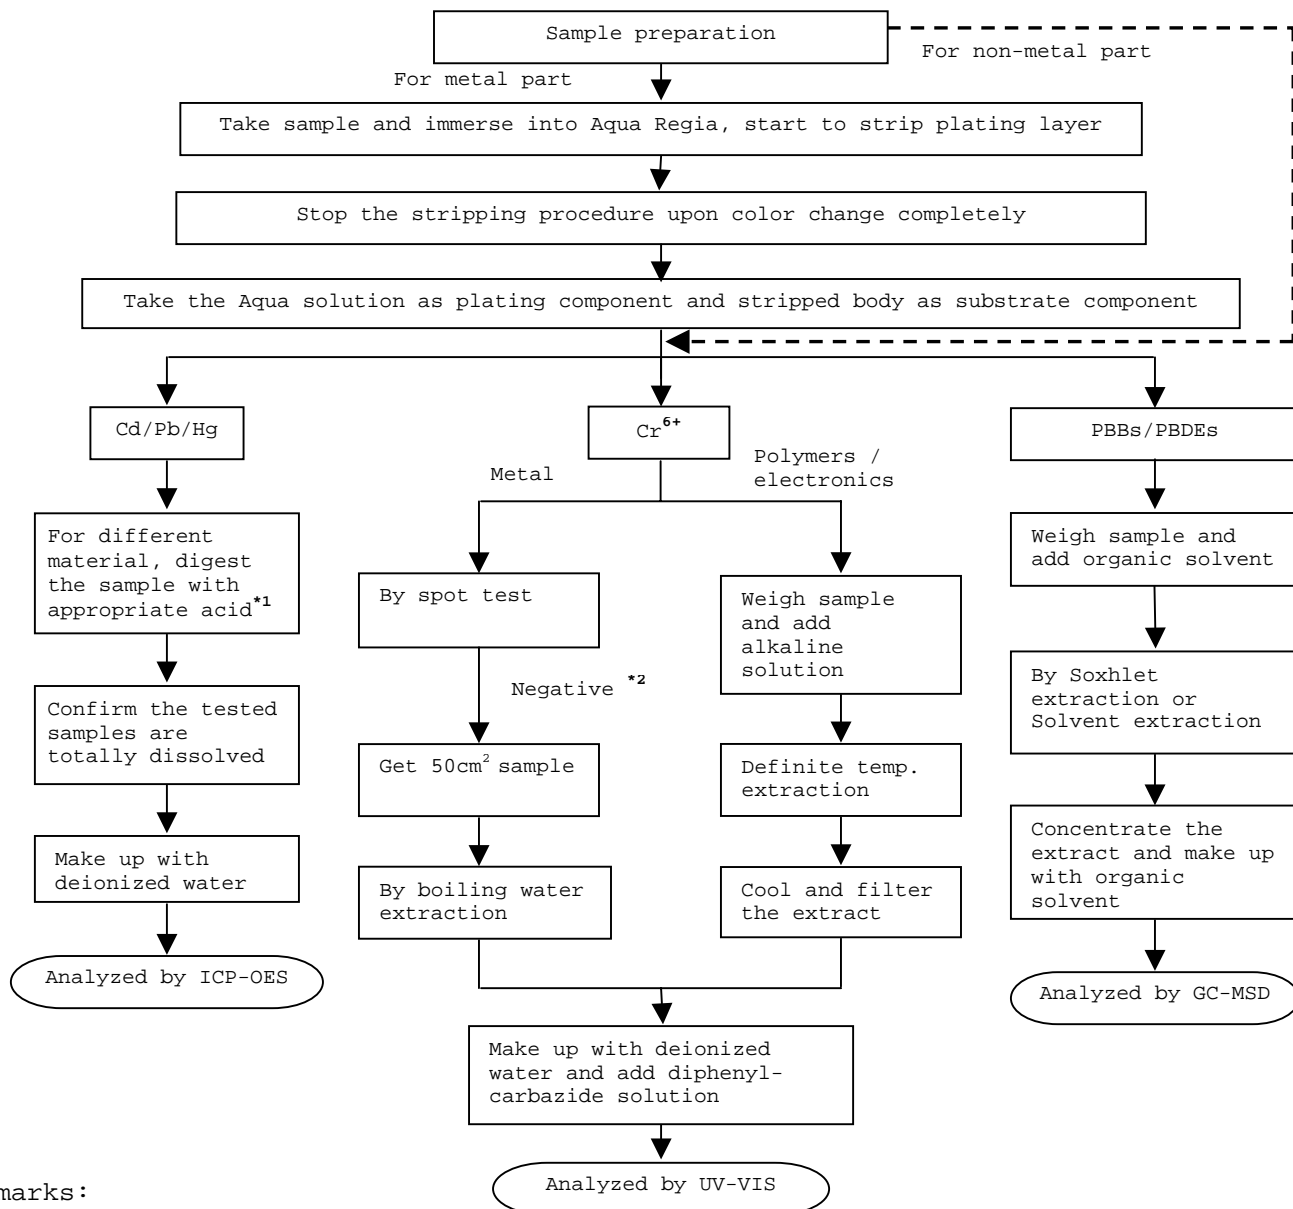 Sample preparation
For non-metal part
For metal part
Take sample and immerse into Aqua Regia, start to strip plating layer
Stop the stripping procedure upon color change completely
Take the Aqua solution as plating component and stripped body as substrate component
Cd/Pb/Hg
For different
material, digest
the sample with
appropriate acid*1
Confirm the tested
samples are
totally dissolved
Make up with
deionized water
Analyzed by ICP-OES
Cr6+
Metal
Polymers /
electronics
By spot test
Negative *2
Get 50cm2 sample
By boiling water
extraction
Weigh sample
and add
alkaline
solution
Definite temp.
extraction
Cool and filter
the extract
Make up with deionized
water and add diphenyl-
carbazide solution
Analyzed by UV-VIS
PBBs/PBDEs
Weigh sample and
add organic solvent
By Soxhlet
extraction or
Solvent extraction
Concentrate the
extract and make up
with organic
solvent
Analyzed by GC-MSD
marks: